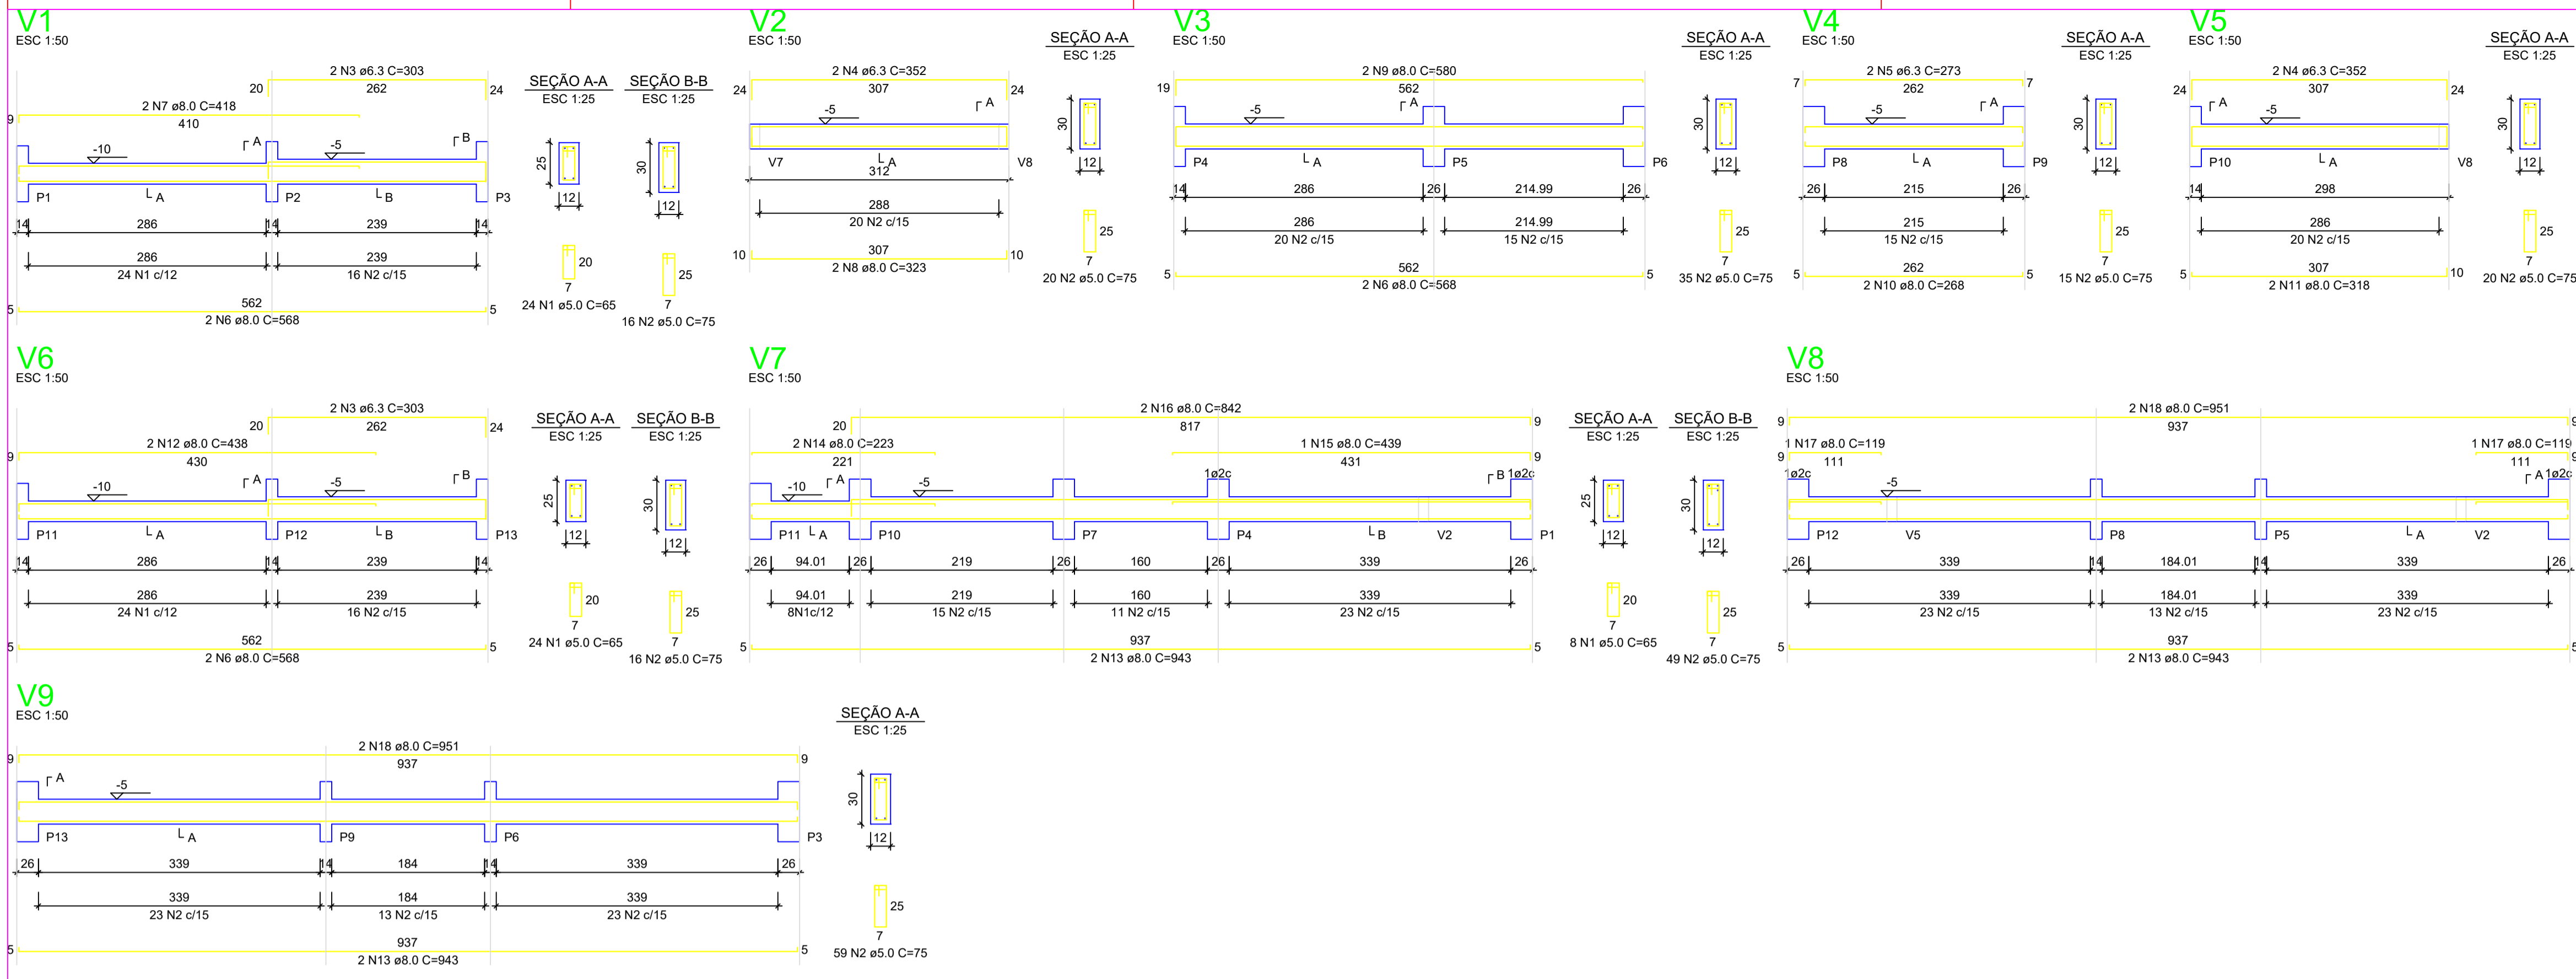 V1
ESC 1:50
2 N3 ø6.3 C=303
20
262
24
2 N7 ø8.0 C=418
9
410
-10
A
-5
B
P1
A
P2
B
P3
14
286
14
239
14
286
24 N1 c/12
239
16 N2 c/15
5
562
5
2 N6 ø8.0 C=568
SEÇÃO A-A
ESC 1:25
25
12
20
7
24 N1 ø5.0 C=65
SEÇÃO B-B
ESC 1:25
30
12
25
7
16 N2 ø5.0 C=75
V2
ESC 1:50
2 N4 ø6.3 C=352
24
307
24
A
-5
V7
A
V8
312
288
20 N2 c/15
10
307
10
2 N8 ø8.0 C=323
SEÇÃO A-A
ESC 1:25
30
12
25
7
20 N2 ø5.0 C=75
V3
ESC 1:50
2 N9 ø8.0 C=580
19
562
-5
A
P4
A
P5
P6
14
286
26
214.99
26
286
20 N2 c/15
214.99
15 N2 c/15
5
562
5
2 N6 ø8.0 C=568
SEÇÃO A-A
ESC 1:25
30
12
25
7
35 N2 ø5.0 C=75
V4
ESC 1:50
2 N5 ø6.3 C=273
7
262
7
-5
A
P8
A
P9
26
215
26
215
15 N2 c/15
5
262
5
2 N10 ø8.0 C=268
SEÇÃO A-A
ESC 1:25
30
12
25
7
15 N2 ø5.0 C=75
V5
ESC 1:50
2 N4 ø6.3 C=352
24
307
24
A
-5
P10
A
V8
14
298
286
20 N2 c/15
5
307
10
2 N11 ø8.0 C=318
SEÇÃO A-A
ESC 1:25
30
12
25
7
20 N2 ø5.0 C=75
V6
ESC 1:50
2 N3 ø6.3 C=303
20
262
24
2 N12 ø8.0 C=438
9
430
-10
A
-5
B
P11
A
P12
B
P13
14
286
14
239
14
286
24 N1 c/12
239
16 N2 c/15
5
562
5
2 N6 ø8.0 C=568
SEÇÃO A-A
ESC 1:25
25
12
20
7
24 N1 ø5.0 C=65
SEÇÃO B-B
ESC 1:25
30
12
25
7
16 N2 ø5.0 C=75
V7
ESC 1:50
2 N16 ø8.0 C=842
20
817
9
2 N14 ø8.0 C=223
1 N15 ø8.0 C=439
9
221
431
9
1ø2c
1ø2c
-10
A
-5
B
P11
A
P10
P7
P4
B
V2
P1
26
94.01
26
219
26
160
26
339
26
94.01
8N1c/12
219
15 N2 c/15
160
11 N2 c/15
339
23 N2 c/15
5
937
5
2 N13 ø8.0 C=943
SEÇÃO A-A
ESC 1:25
25
12
20
7
8 N1 ø5.0 C=65
SEÇÃO B-B
ESC 1:25
30
12
25
7
49 N2 ø5.0 C=75
V8
ESC 1:50
2 N18 ø8.0 C=951
9
937
9
1 N17 ø8.0 C=119
1 N17 ø8.0 C=119
9
111
111
9
1ø2c
1ø2c
-5
A
P12
V5
P8
P5
A
V2
26
339
14
184.01
14
339
26
339
23 N2 c/15
184.01
13 N2 c/15
339
23 N2 c/15
5
937
5
2 N13 ø8.0 C=943
V9
ESC 1:50
2 N18 ø8.0 C=951
9
937
9
A
-5
P13
A
P9
P6
P3
26
339
14
184
14
339
26
339
23 N2 c/15
184
13 N2 c/15
339
23 N2 c/15
5
937
5
2 N13 ø8.0 C=943
SEÇÃO A-A
ESC 1:25
30
12
25
7
59 N2 ø5.0 C=75